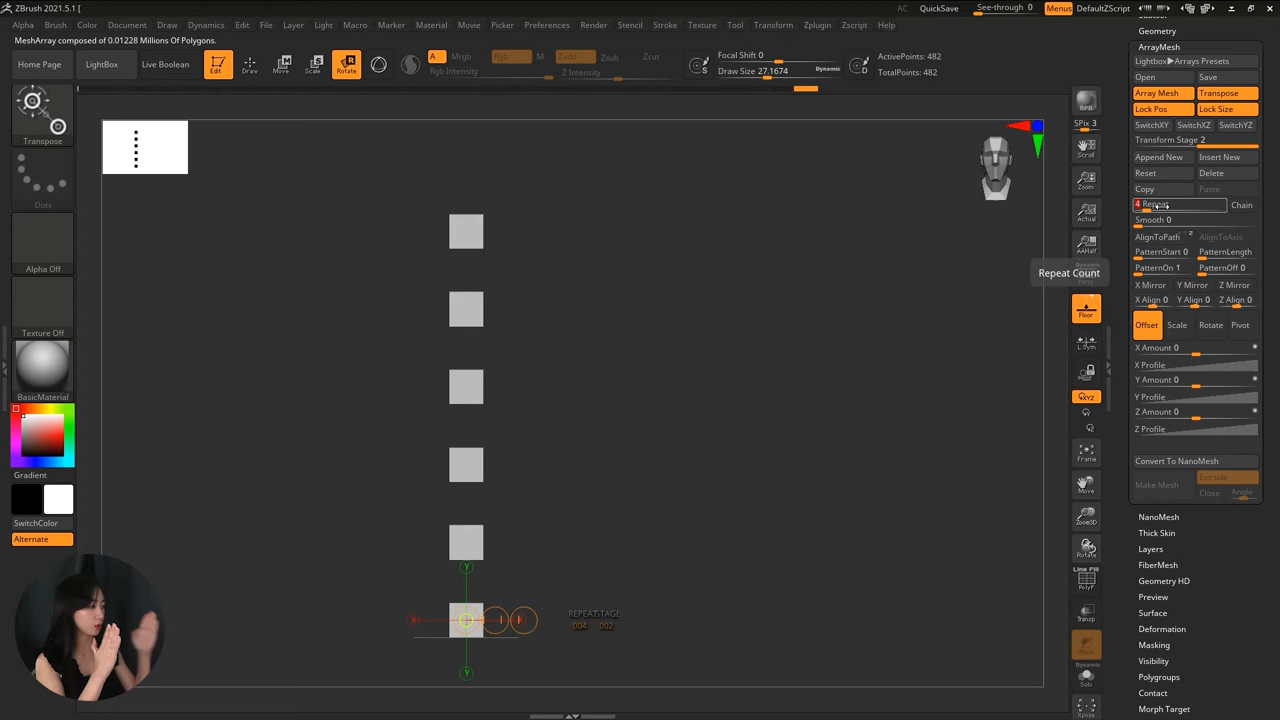 ZBrush 2021.5.1 [
AC QuickSave See-through 0 Menus DefaultZScript
Alpha Brush Color Document Draw Dynamics Edit File Layer Light Macro Marker Material Movie Picker Preferences Render Stencil Stroke Texture Tool Transform Zplugin Zscript Help
MeshArray composed of 0.01228 Millions Of Polygons.
Home Page LightBox Live Boolean Edit Draw Move Scale Rotate
A Mrgb Rgb M Zadd Zsub Zcut
Rgb Intensity Z Intensity
S Focal Shift 0
Draw Size 27.1674 Dynamic D
ActivePoints: 482
TotalPoints: 482
Transpose
Dots
Alpha Off
Texture Off
BasicMaterial
Gradient
SwitchColor
Alternate
Y
X
Y
REPEAT STAGE
004 002
BPR
SPix 3
Scroll
Zoom
Actual
AAHalf
Dynamic
Persp
Repeat Count
Floor
L.Sym
XYZ
Frame
Move
Zoom3D
Rotate
Line Fill
PolyF
Transp
Ghost
Dynamic
Solo
Xpose
Subtool
Geometry
ArrayMesh
Lightbox▶Arrays Presets
Open Save
Array Mesh Transpose
Lock Pos Lock Size
SwitchXY SwitchXZ SwitchYZ
Transform Stage 2
Append New Insert New
Reset Delete
Copy Paste
4 Repeat Chain
Smooth 0
AlignToPath AlignToAxis
PatternStart 0 PatternLength
PatternOn 1 PatternOff 0
X Mirror Y Mirror Z Mirror
X Align 0 Y Align 0 Z Align 0
Offset Scale Rotate Pivot
X Amount 0
X Profile
Y Amount 0
Y Profile
Z Amount 0
Z Profile
Convert To NanoMesh
Make Mesh Extrude
Close Angle
NanoMesh
Thick Skin
Layers
FiberMesh
Geometry HD
Preview
Surface
Deformation
Masking
Visibility
Polygroups
Contact
Morph Target